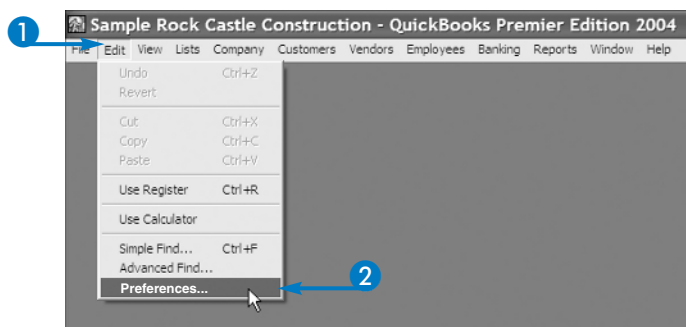 1
Sample Rock Castle Construction - QuickBooks Premier Edition 2004
File Edit View Lists Company Customers Vendors Employees Banking Reports Window Help
Undo Ctrl+Z
Revert
Cut Ctrl+X
Copy Ctrl+C
Paste Ctrl+V
Use Register Ctrl+R
Use Calculator
Simple Find... Ctrl+F
Advanced Find...
Preferences...
2